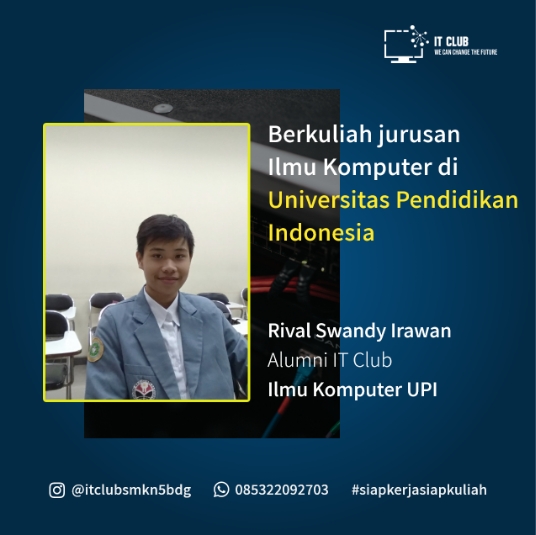 IT CLUB
WE CAN CHANGE THE FUTURE
Berkuliah jurusan
Ilmu Komputer di
Universitas Pendidikan
Indonesia
Rival Swandy Irawan
Alumni IT Club
Ilmu Komputer UPI
@itclubsmkn5bdg 085322092703 #siapkerjasiapkuliah